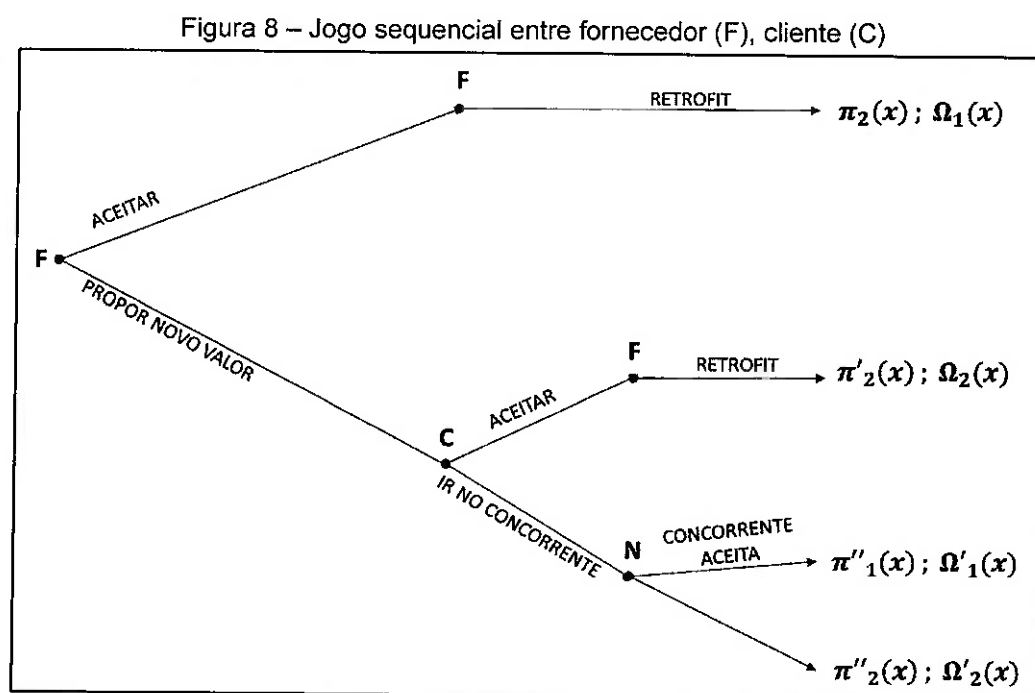 Figura 8 – Jogo sequencial entre fornecedor (F), cliente (C)
F
RETROFIT
π₂(x) ; Ω₁(x)
ACEITAR
F
PROPOR NOVO VALOR
F
RETROFIT
π'₂(x) ; Ω₂(x)
ACEITAR
C
IR NO CONCORRENTE
N
CONCORRENTE
ACEITA
π''₁(x) ; Ω'₁(x)
π''₂(x) ; Ω'₂(x)